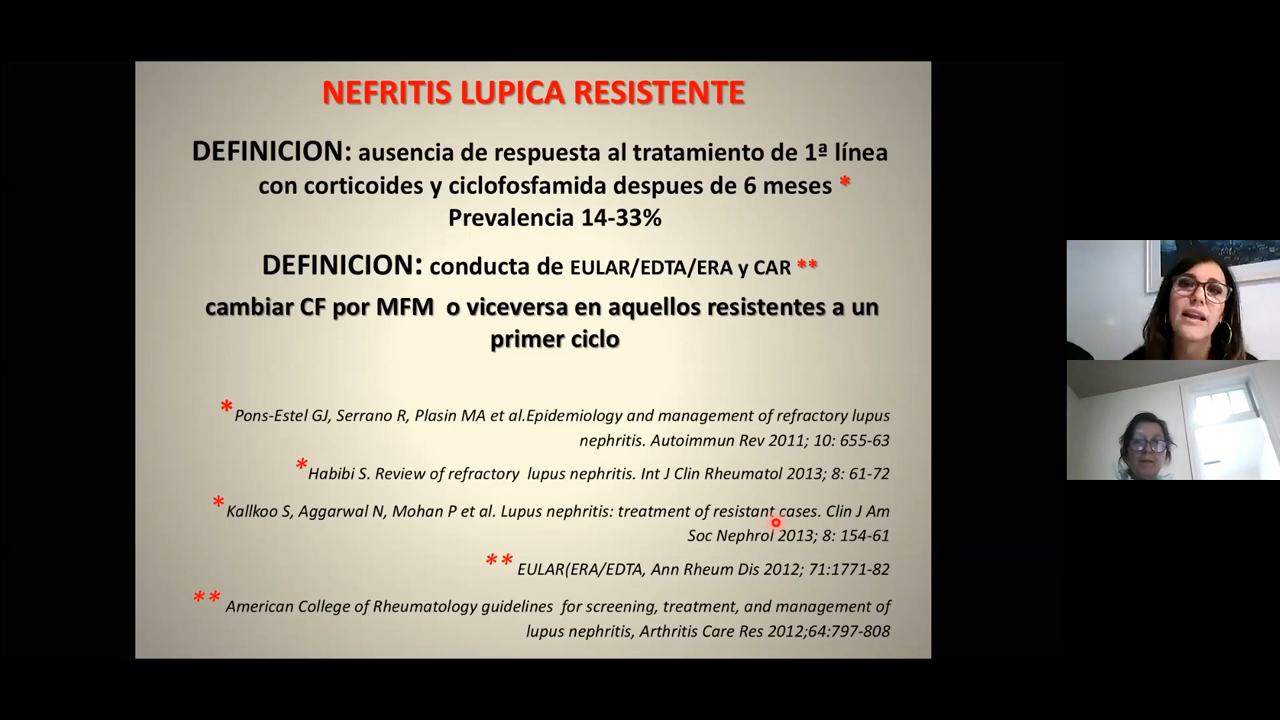 NEFRITIS LUPICA RESISTENTE
DEFINICION: ausencia de respuesta al tratamiento de 1ª línea
con corticoides y ciclofosfamida despues de 6 meses *
Prevalencia 14-33%
DEFINICION: conducta de EULAR/EDTA/ERA y CAR **
cambiar CF por MFM o viceversa en aquellos resistentes a un
primer ciclo
*Pons-Estel GJ, Serrano R, Plasin MA et al.Epidemiology and management of refractory lupus
nephritis. Autoimmun Rev 2011; 10: 655-63
*Habibi S. Review of refractory lupus nephritis. Int J Clin Rheumatol 2013; 8: 61-72
*Kallkoo S, Aggarwal N, Mohan P et al. Lupus nephritis: treatment of resistant cases. Clin J Am
Soc Nephrol 2013; 8: 154-61
** EULAR(ERA/EDTA, Ann Rheum Dis 2012; 71:1771-82
** American College of Rheumatology guidelines for screening, treatment, and management of
lupus nephritis, Arthritis Care Res 2012;64:797-808